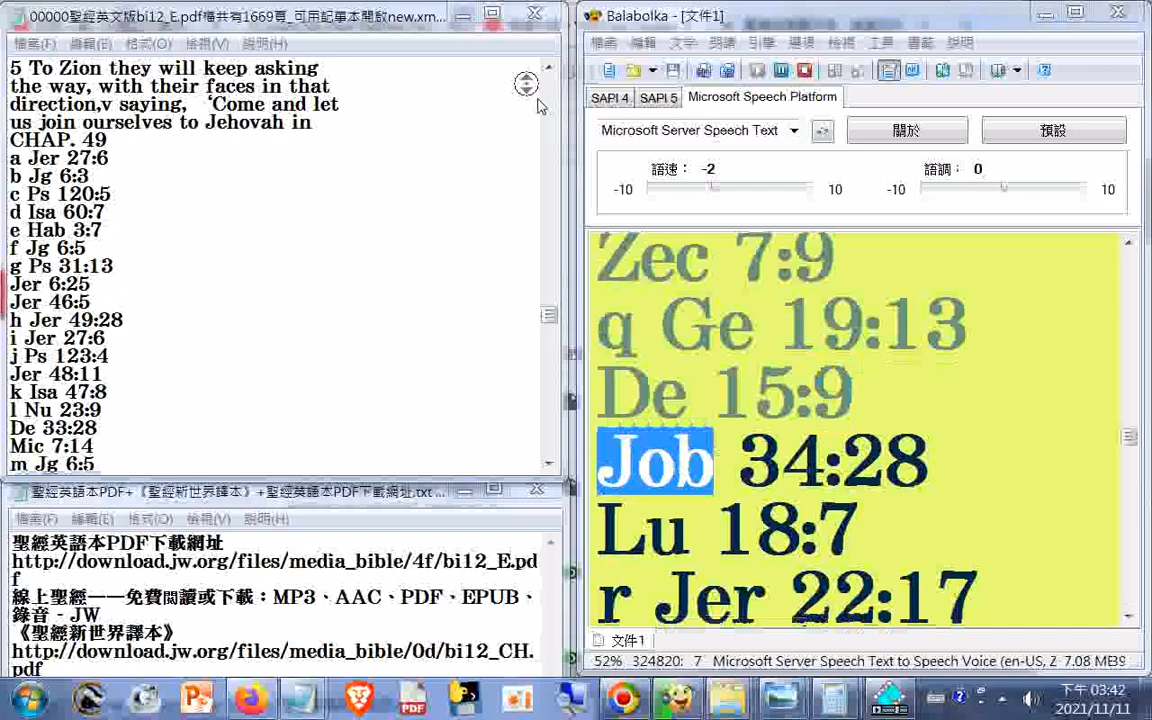 00000聖經英文版bi12_E.pdf檔共有1669頁_可用記事本開啟new.xm...
檔案(F) 編輯(E) 格式(O) 檢視(V) 說明(H)
5 To Zion they will keep asking
the way, with their faces in that
direction,v saying, ‘Come and let
us join ourselves to Jehovah in
CHAP. 49
a Jer 27:6
b Jg 6:3
c Ps 120:5
d Isa 60:7
e Hab 3:7
f Jg 6:5
g Ps 31:13
Jer 6:25
Jer 46:5
h Jer 49:28
i Jer 27:6
j Ps 123:4
Jer 48:11
k Isa 47:8
l Nu 23:9
De 33:28
Mic 7:14
m Jg 6:5
聖經英語本PDF+《聖經新世界譯本》+聖經英語本PDF下載網址.txt ...
檔案(F) 編輯(E) 格式(O) 檢視(V) 說明(H)
聖經英語本PDF下載網址
http://download.jw.org/files/media_bible/4f/bi12_E.pd
f
線上聖經——免費閱讀或下載：MP3、AAC、PDF、EPUB、
錄音 - JW
《聖經新世界譯本》
http://download.jw.org/files/media_bible/0d/bi12_CH.
pdf
Balabolka - [文件1]
檔案 編輯 文字 朗讀 引擎 選項 檢視 工具 書籤 說明
SAPI 4 SAPI 5 Microsoft Speech Platform
Microsoft Server Speech Text 關於 預設
語速： -2 語調： 0
-10 10 -10 10
Zec 7:9
q Ge 19:13
De 15:9
Job 34:28
Lu 18:7
r Jer 22:17
文件1
52% 324820: 7 Microsoft Server Speech Text to Speech Voice (en-US, Z 7.08 MB
PDF
下午 03:42
2021/11/11